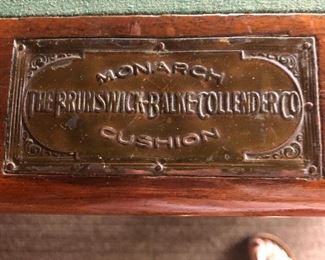 MONARCH
THE BRUNSWICK-BALKE-COLLENDER CO
CUSHION